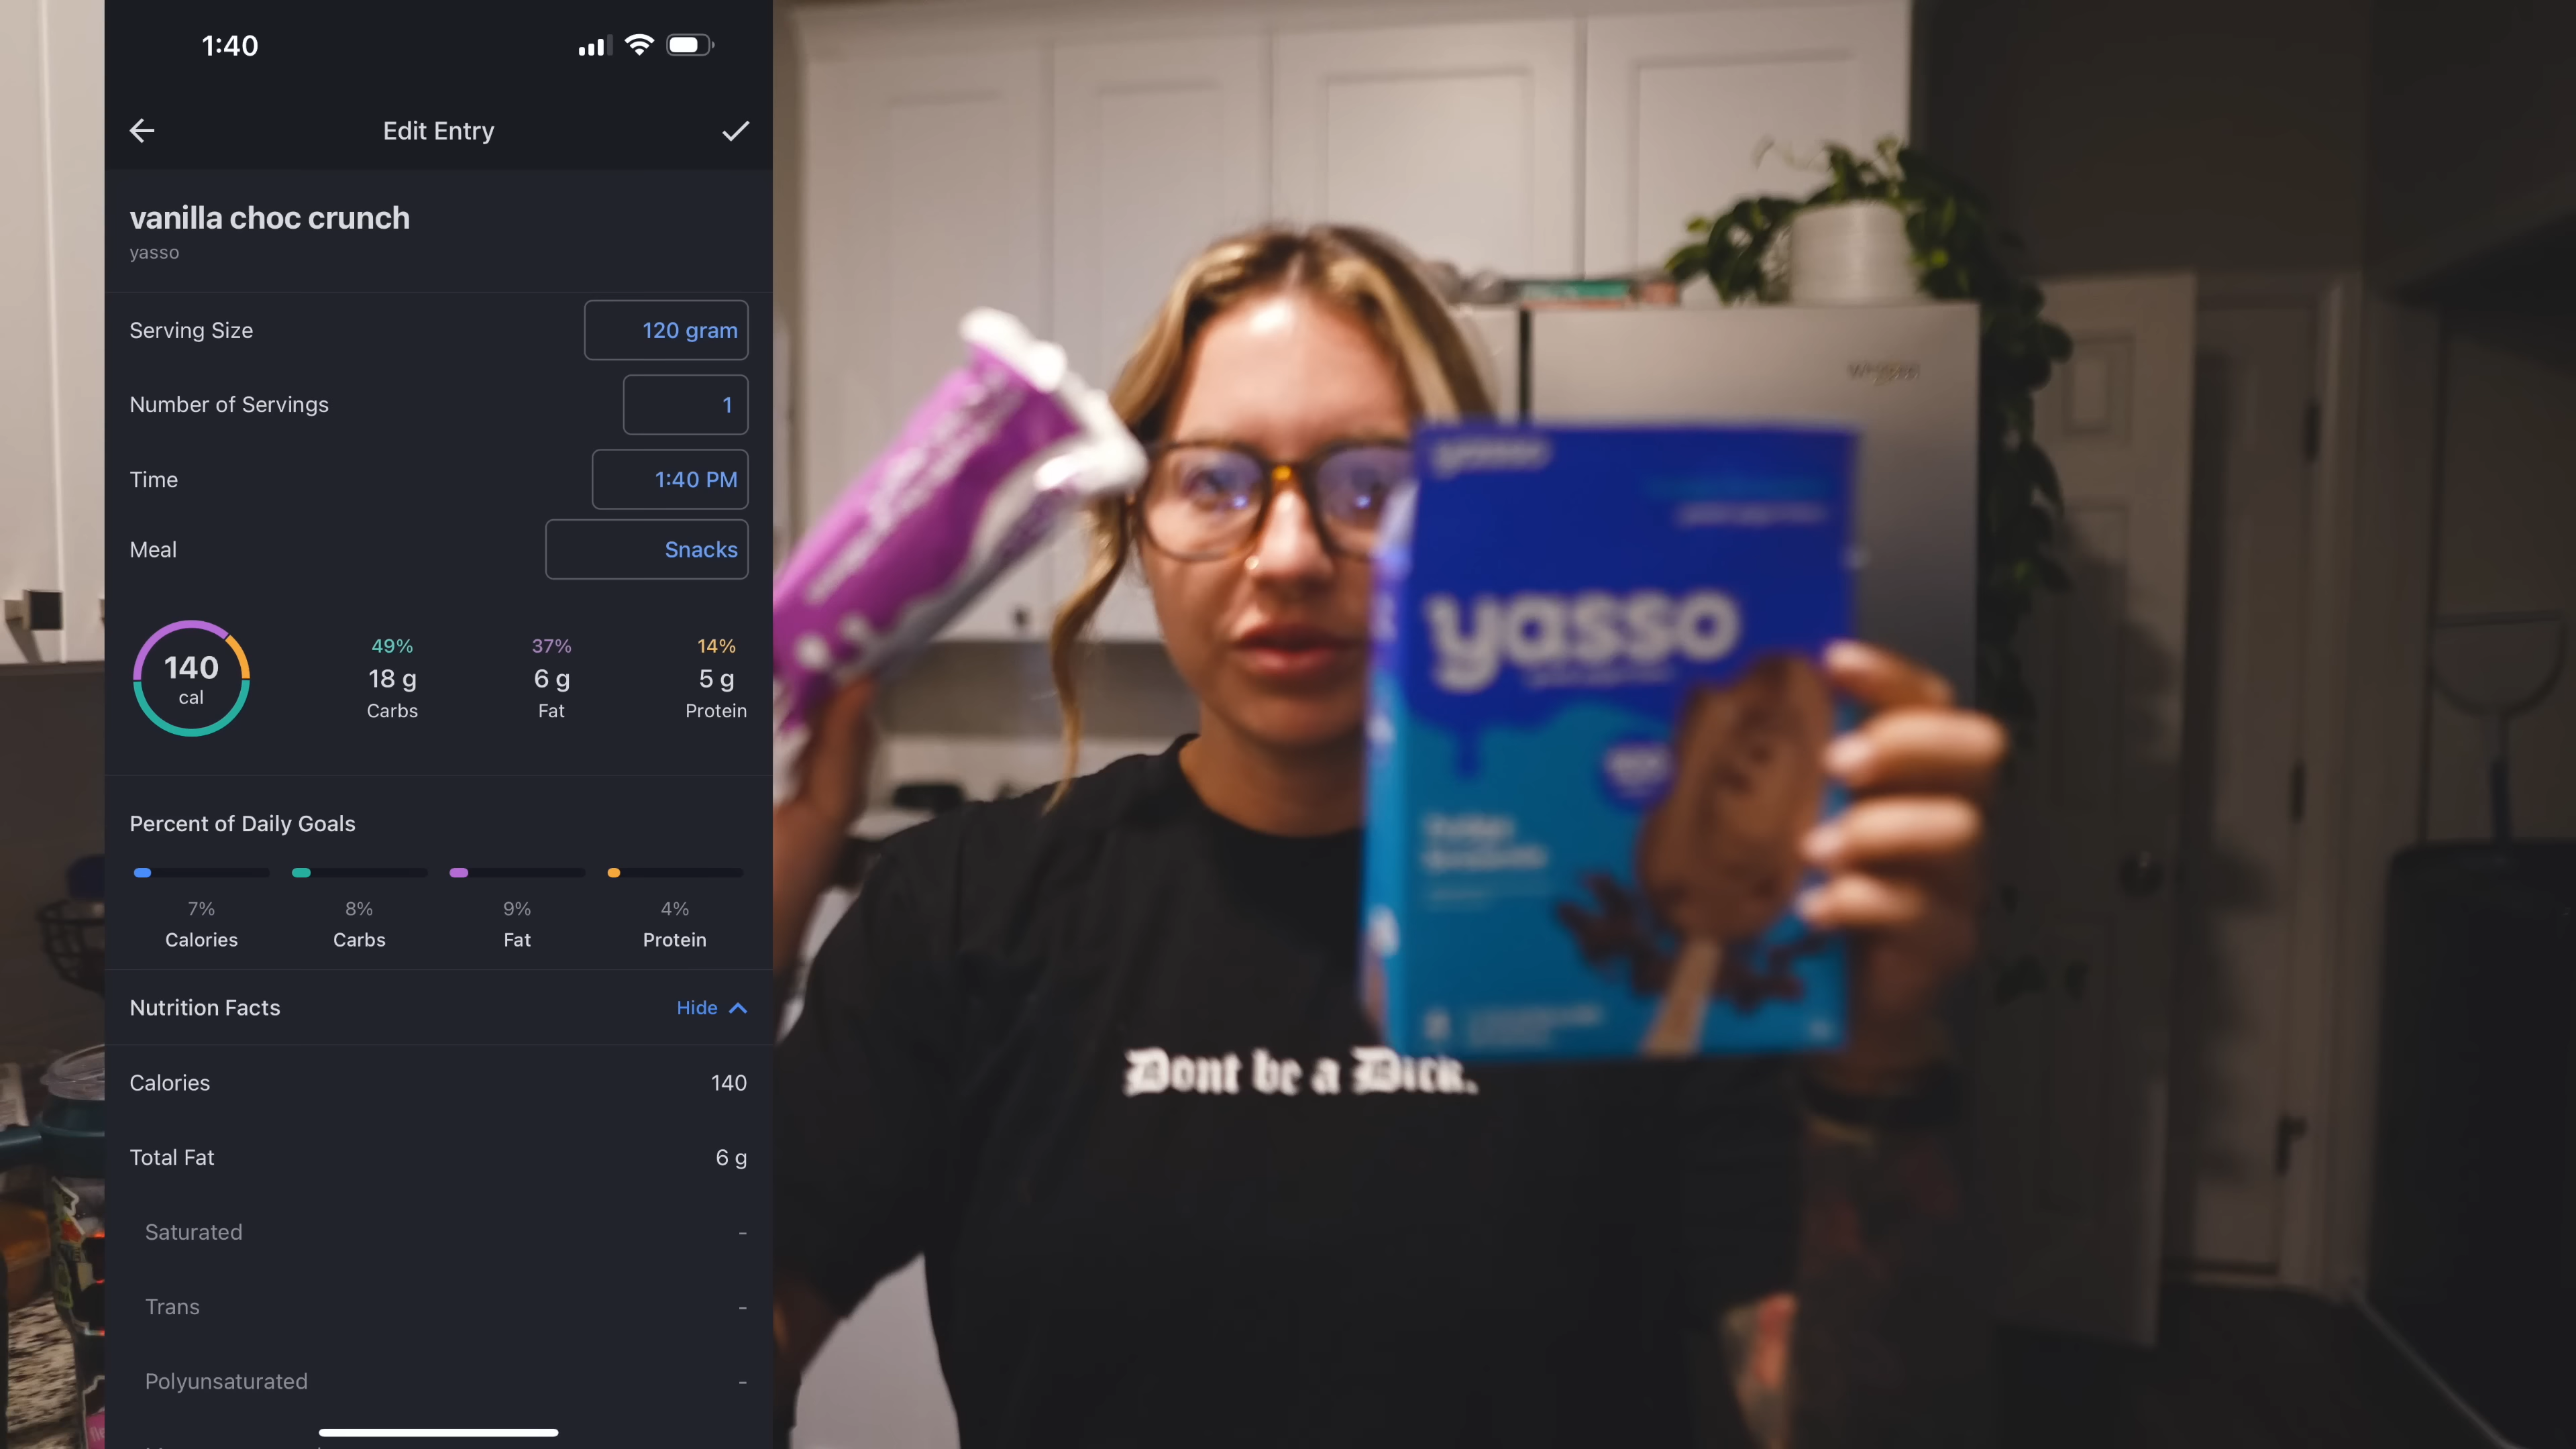 1:40
Edit Entry
vanilla choc crunch
yasso
Serving Size
120 gram
Number of Servings
1
Time
1:40 PM
Meal
Snacks
140
cal
49%
37%
14%
18 g
6 g
5 g
Carbs
Fat
Protein
Percent of Daily Goals
7%
8%
9%
4%
Calories
Carbs
Fat
Protein
Nutrition Facts
Hide
Calories
140
Total Fat
6 g
Saturated
-
Trans
-
Polyunsaturated
-
yasso
yasso
Dont be a Dick.